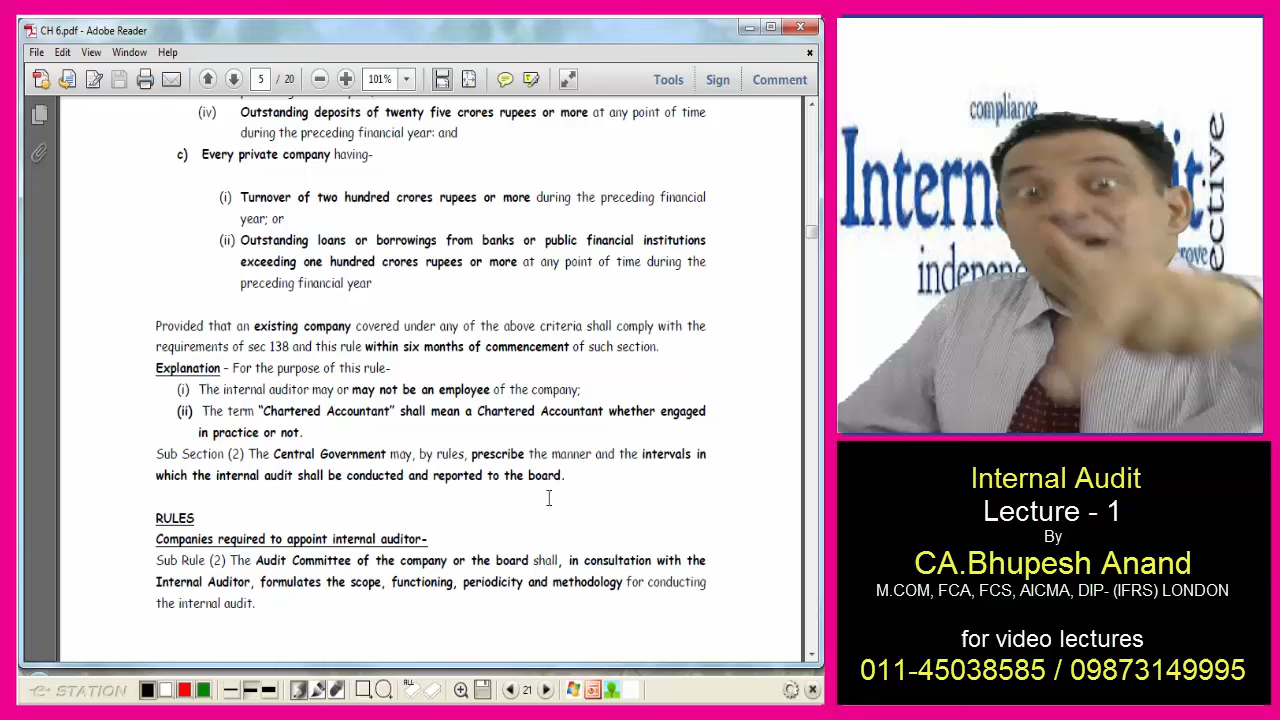 CH 6.pdf - Adobe Reader
File Edit View Window Help
5 / 20 101% Tools Sign Comment
(iv) Outstanding deposits of twenty five crores rupees or more at any point of time
during the preceding financial year: and
c) Every private company having-
(i) Turnover of two hundred crores rupees or more during the preceding financial
year; or
(ii) Outstanding loans or borrowings from banks or public financial institutions
exceeding one hundred crores rupees or more at any point of time during the
preceding financial year
Provided that an existing company covered under any of the above criteria shall comply with the
requirements of sec 138 and this rule within six months of commencement of such section.
Explanation - For the purpose of this rule-
(i) The internal auditor may or may not be an employee of the company;
(ii) The term “Chartered Accountant” shall mean a Chartered Accountant whether engaged
in practice or not.
Sub Section (2) The Central Government may, by rules, prescribe the manner and the intervals in
which the internal audit shall be conducted and reported to the board.
RULES
Companies required to appoint internal auditor-
Sub Rule (2) The Audit Committee of the company or the board shall, in consultation with the
Internal Auditor, formulates the scope, functioning, periodicity and methodology for conducting
the internal audit.
e-STATION
ALL
21
compliance
Intern
independ
ective
Internal Audit
Lecture - 1
By
CA.Bhupesh Anand
M.COM, FCA, FCS, AICMA, DIP- (IFRS) LONDON
for video lectures
011-45038585 / 09873149995